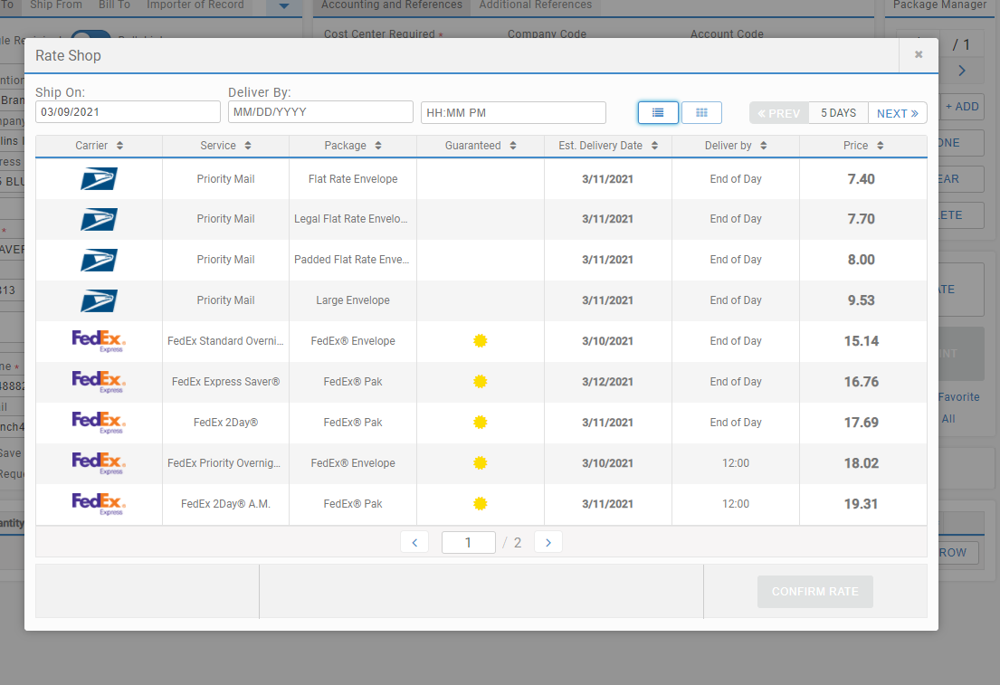 To Ship From Bill To Importer of Record Accounting and References Additional References Package Manager
Cost Center Required * Company Code Account Code
/ 1
Rate Shop ×
Ship On: Deliver By:
03/09/2021 MM/DD/YYYY HH:MM PM « PREV 5 DAYS NEXT »
+ ADD
Carrier Service Package Guaranteed Est. Delivery Date Deliver by Price
Priority Mail Flat Rate Envelope 3/11/2021 End of Day 7.40
Priority Mail Legal Flat Rate Envelo... 3/11/2021 End of Day 7.70
Priority Mail Padded Flat Rate Enve... 3/11/2021 End of Day 8.00
Priority Mail Large Envelope 3/11/2021 End of Day 9.53
FedEx Express FedEx Standard Overni... FedEx® Envelope 3/10/2021 End of Day 15.14
FedEx Express FedEx Express Saver® FedEx® Pak 3/12/2021 End of Day 16.76
FedEx Express FedEx 2Day® FedEx® Pak 3/11/2021 End of Day 17.69
FedEx Express FedEx Priority Overnig... FedEx® Envelope 3/10/2021 12:00 18.02
FedEx Express FedEx 2Day® A.M. FedEx® Pak 3/11/2021 12:00 19.31
< 1 / 2 >
CONFIRM RATE
Favorite
All
Save
ROW